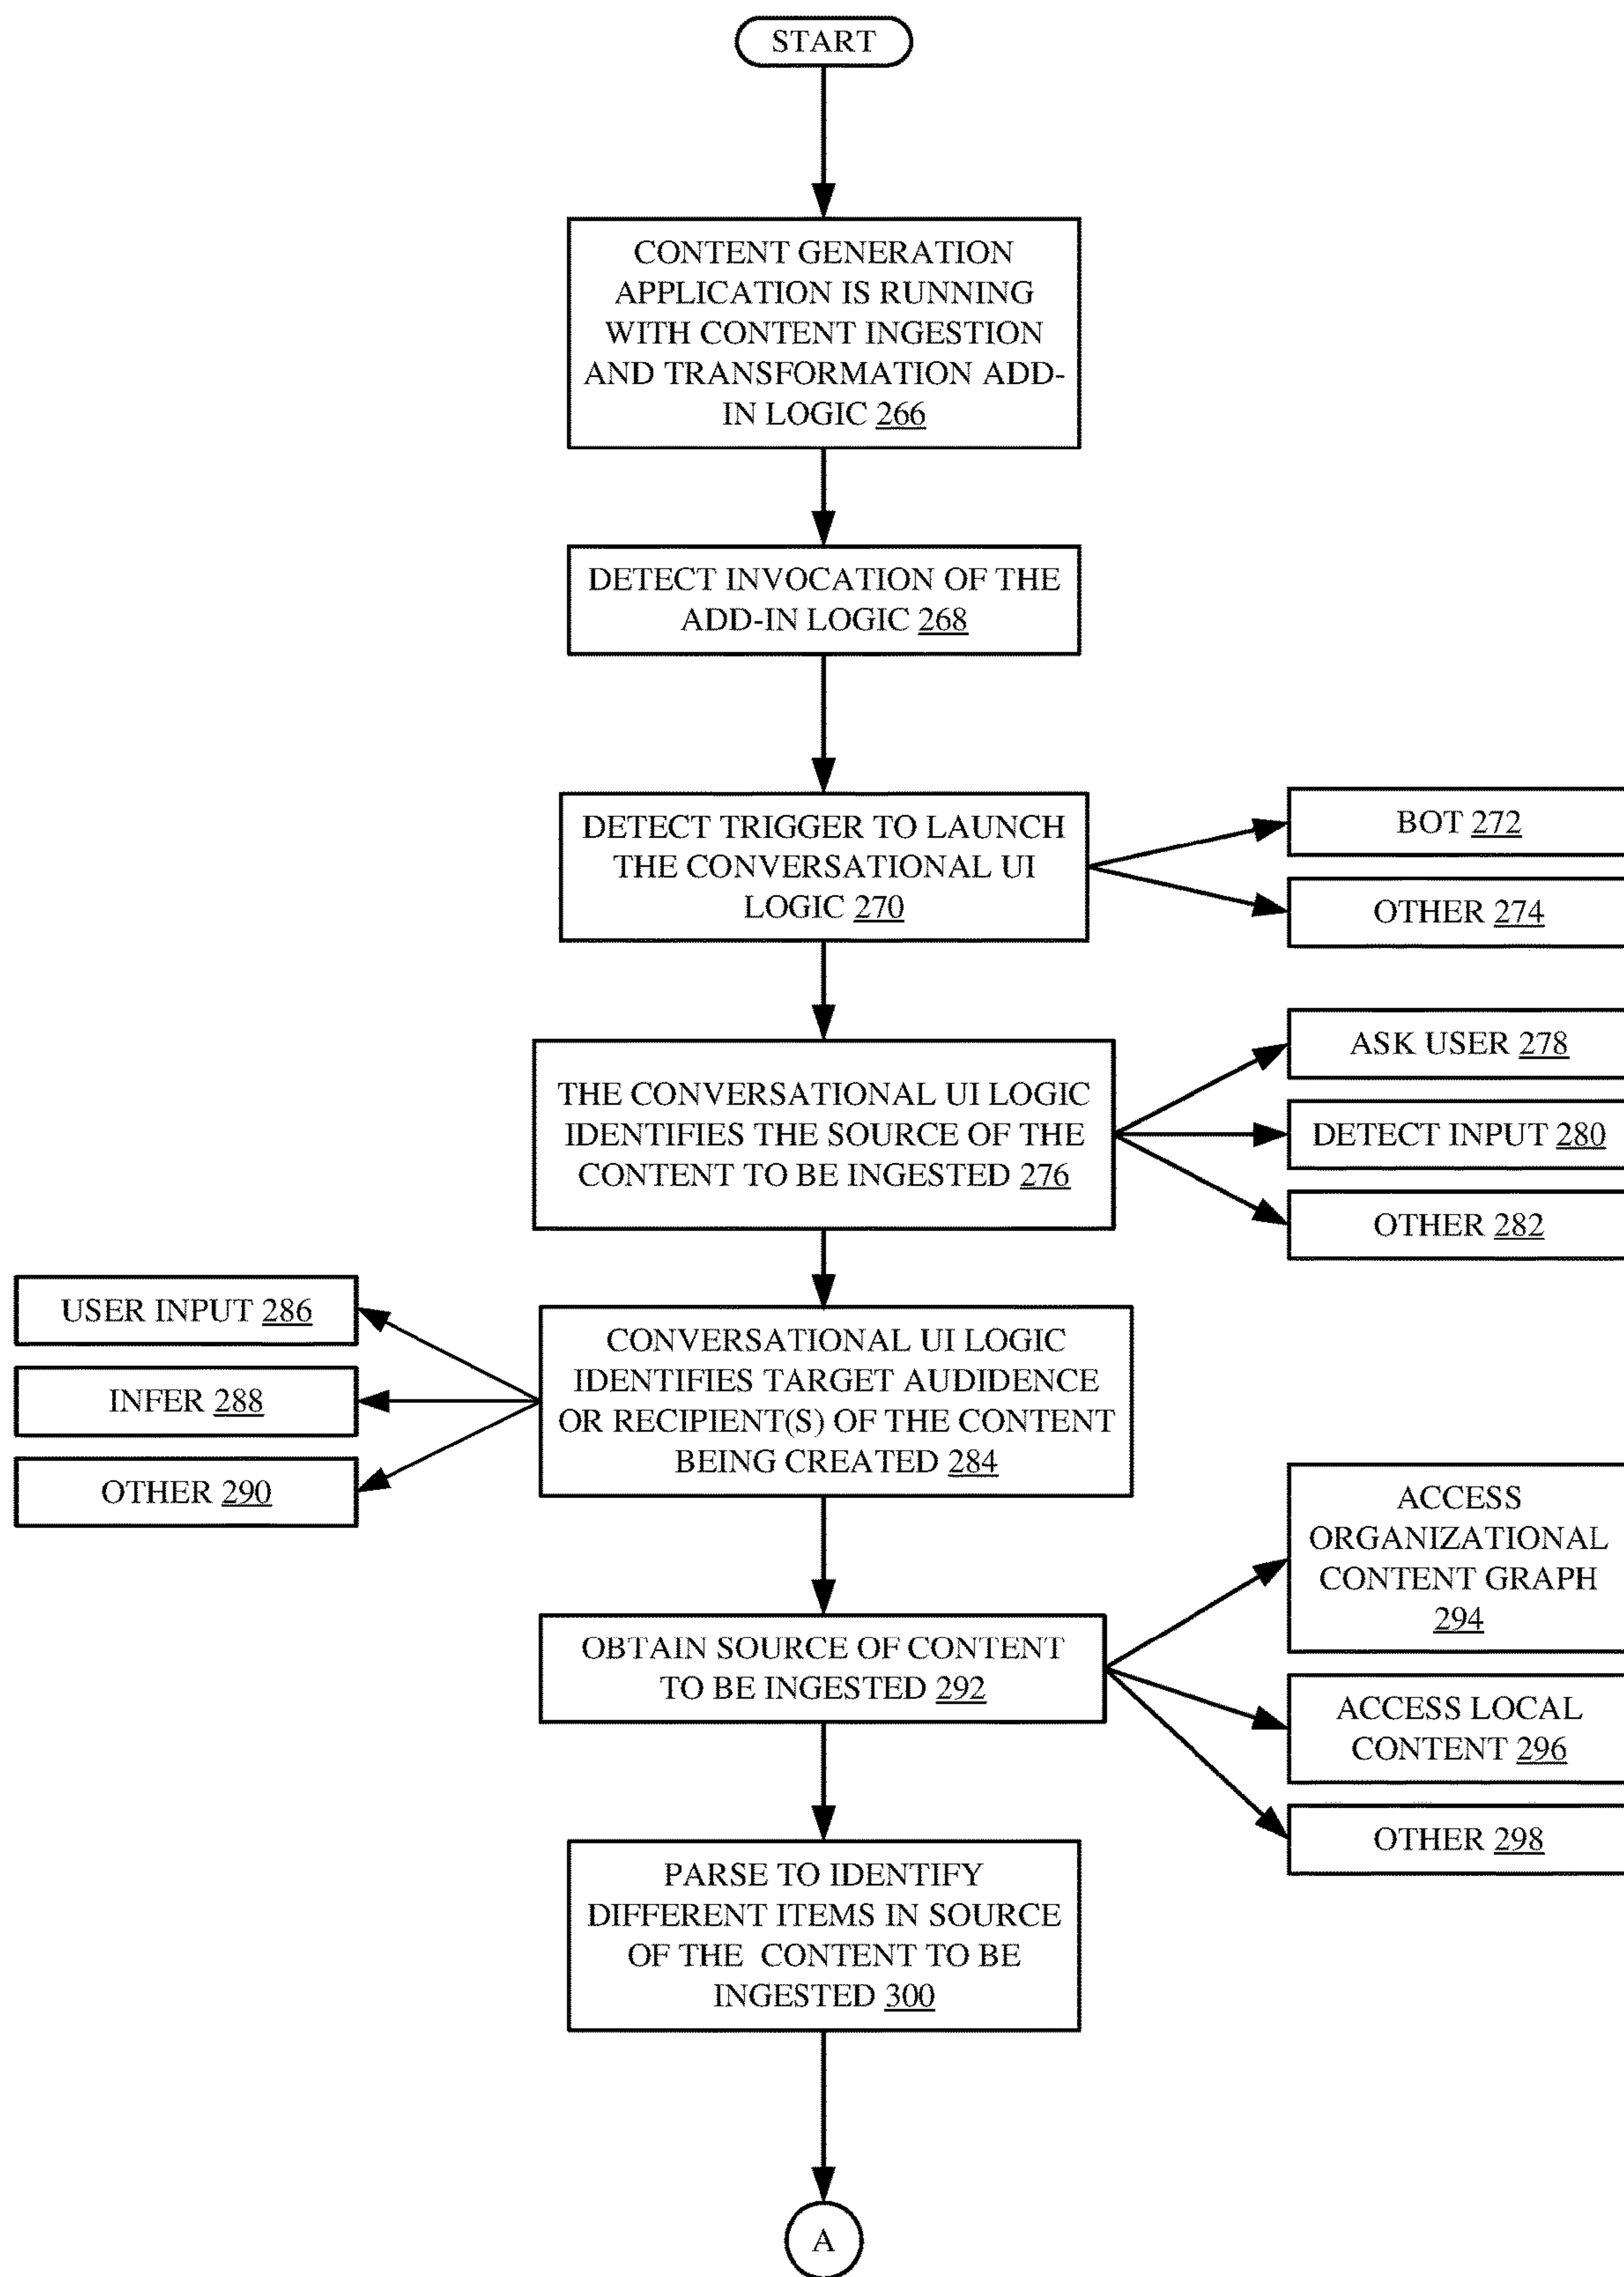 START
CONTENT GENERATION
APPLICATION IS RUNNING
WITH CONTENT INGESTION
AND TRANSFORMATION ADD-
IN LOGIC 266
DETECT INVOCATION OF THE
ADD-IN LOGIC 268
DETECT TRIGGER TO LAUNCH
THE CONVERSATIONAL UI
LOGIC 270
BOT 272
OTHER 274
THE CONVERSATIONAL UI LOGIC
IDENTIFIES THE SOURCE OF THE
CONTENT TO BE INGESTED 276
ASK USER 278
DETECT INPUT 280
OTHER 282
USER INPUT 286
INFER 288
OTHER 290
CONVERSATIONAL UI LOGIC
IDENTIFIES TARGET AUDIDENCE
OR RECIPIENT(S) OF THE CONTENT
BEING CREATED 284
OBTAIN SOURCE OF CONTENT
TO BE INGESTED 292
ACCESS
ORGANIZATIONAL
CONTENT GRAPH
294
ACCESS LOCAL
CONTENT 296
OTHER 298
PARSE TO IDENTIFY
DIFFERENT ITEMS IN SOURCE
OF THE CONTENT TO BE
INGESTED 300
A